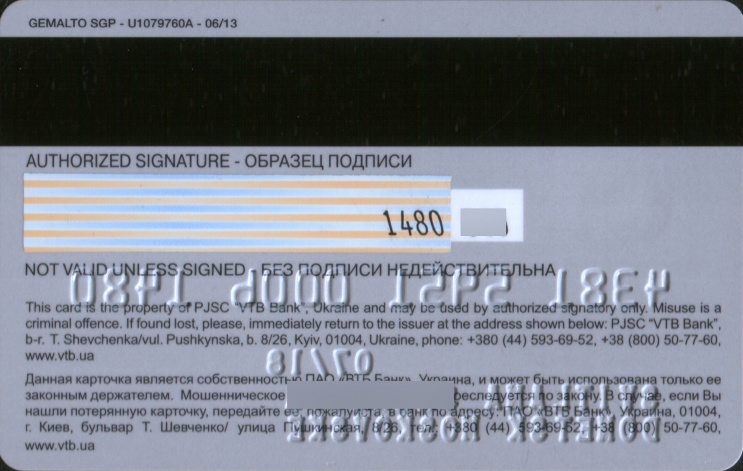 GEMALTO SGP - U1079760A - 06/13
AUTHORIZED SIGNATURE - ОБРАЗЕЦ ПОДПИСИ
1480
NOT VALID UNLESS SIGNED - БЕЗ ПОДПИСИ НЕДЕЙСТВИТЕЛЬНА
This card is the property of PJSC "VTB Bank", Ukraine and may be used by authorized signatory only. Misuse is a
criminal offence. If found lost, please, immediately return to the issuer at the address shown below: PJSC "VTB Bank",
b-r. T. Shevchenka/vul. Pushkynska, b. 8/26, Kyiv, 01004, Ukraine, phone: +380 (44) 593-69-52, +38 (800) 50-77-60,
www.vtb.ua
Данная карточка является собственностью ПАО «ВТБ Банк», Украина, и может быть использована только ее
законным держателем. Мошенническое по закону. В случае, если Вы
нашли потерянную карточку, передайте ее, пожалуйста, в банк по адресу: ПАО «ВТБ Банк», Украина, 01004,
г. Киев, бульвар Т. Шевченко/ улица Пушкинская, 8/26, тел.: +380 (44) 593-69-52, +38 (800) 50-77-60,
www.vtb.ua